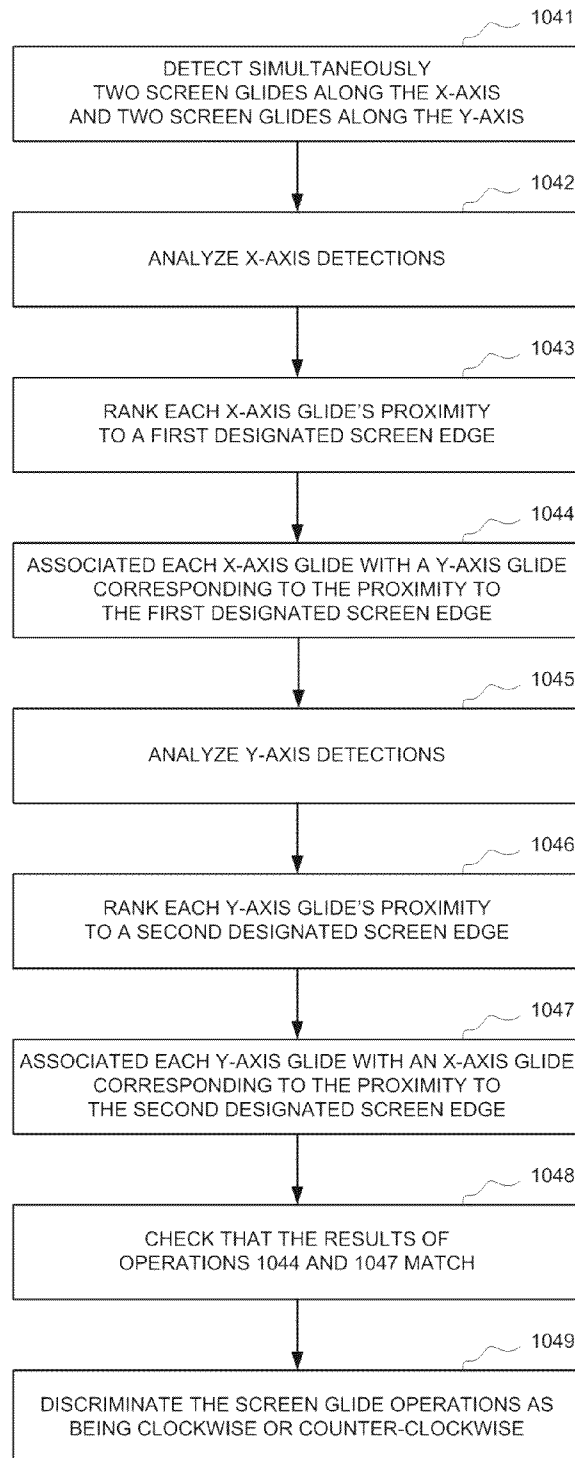 1041
DETECT SIMULTANEOUSLY
TWO SCREEN GLIDES ALONG THE X-AXIS
AND TWO SCREEN GLIDES ALONG THE Y-AXIS
1042
ANALYZE X-AXIS DETECTIONS
1043
RANK EACH X-AXIS GLIDE'S PROXIMITY
TO A FIRST DESIGNATED SCREEN EDGE
1044
ASSOCIATED EACH X-AXIS GLIDE WITH A Y-AXIS GLIDE
CORRESPONDING TO THE PROXIMITY TO
THE FIRST DESIGNATED SCREEN EDGE
1045
ANALYZE Y-AXIS DETECTIONS
1046
RANK EACH Y-AXIS GLIDE'S PROXIMITY
TO A SECOND DESIGNATED SCREEN EDGE
1047
ASSOCIATED EACH Y-AXIS GLIDE WITH AN X-AXIS GLIDE
CORRESPONDING TO THE PROXIMITY TO
THE SECOND DESIGNATED SCREEN EDGE
1048
CHECK THAT THE RESULTS OF
OPERATIONS 1044 AND 1047 MATCH
1049
DISCRIMINATE THE SCREEN GLIDE OPERATIONS AS
BEING CLOCKWISE OR COUNTER-CLOCKWISE